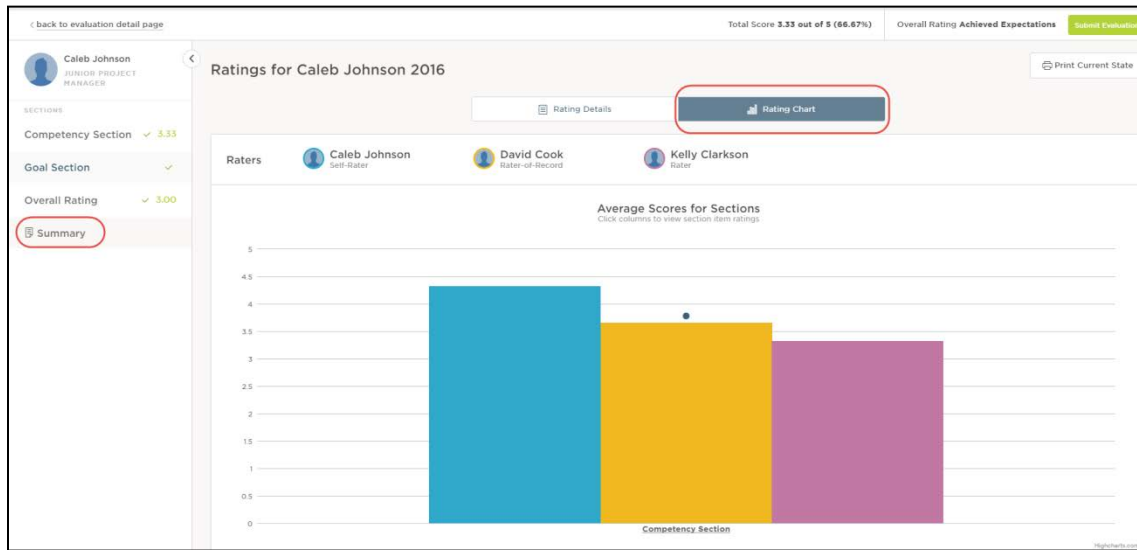 ‹ back to evaluation detail page
Total Score 3.33 out of 5 (66.67%)
Overall Rating Achieved Expectations
Submit Evaluation
Caleb Johnson
JUNIOR PROJECT
MANAGER
Ratings for Caleb Johnson 2016
Print Current State
SECTIONS
Competency Section 3.33
Goal Section
Overall Rating 3.00
Summary
Rating Details
Rating Chart
Raters
Caleb Johnson
Self-Rater
David Cook
Rater-of-Record
Kelly Clarkson
Rater
Average Scores for Sections
Click columns to view section item ratings
5
4.5
4
3.5
3
2.5
2
1.5
1
0.5
0
Competency Section